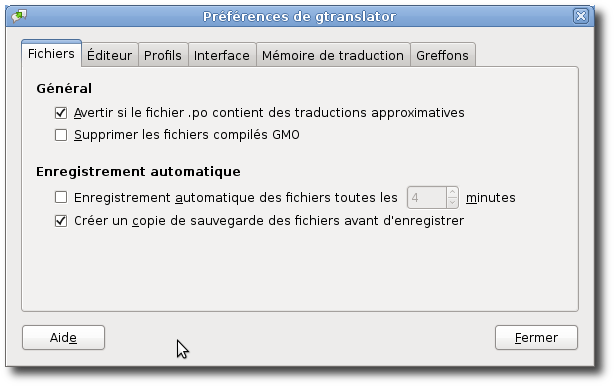 Préférences de gtranslator
Fichiers Éditeur Profils Interface Mémoire de traduction Greffons
Général
Avertir si le fichier .po contient des traductions approximatives
Supprimer les fichiers compilés GMO
Enregistrement automatique
Enregistrement automatique des fichiers toutes les 4 minutes
Créer un copie de sauvegarde des fichiers avant d'enregistrer
Aide Fermer